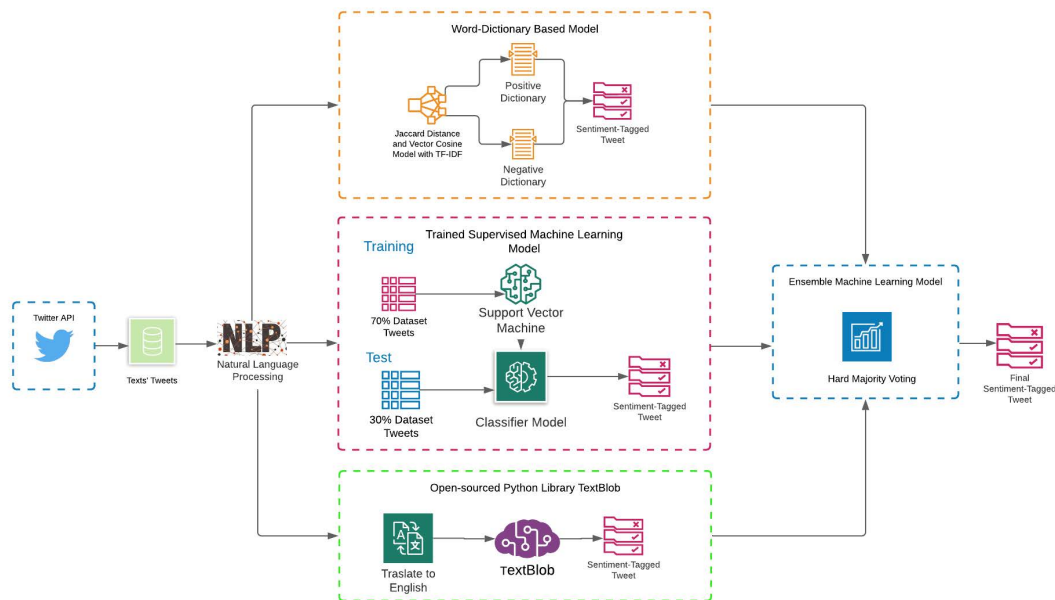 Word-Dictionary Based Model
Positive
Dictionary
Jaccard Distance
and Vector Cosine
Model with TF-IDF
Sentiment-Tagged
Tweet
Negative
Dictionary
Trained Supervised Machine Learning
Model
Training
70% Dataset
Tweets
Support Vector
Machine
Test
30% Dataset
Tweets
Classifier Model
Sentiment-Tagged
Tweet
Twitter API
Texts' Tweets
NLP
Natural Language
Processing
Ensemble Machine Learning Model
Hard Majority Voting
Final
Sentiment-Tagged
Tweet
Open-sourced Python Library TextBlob
A
文
Traslate to
English
TextBlob
Sentiment-Tagged
Tweet